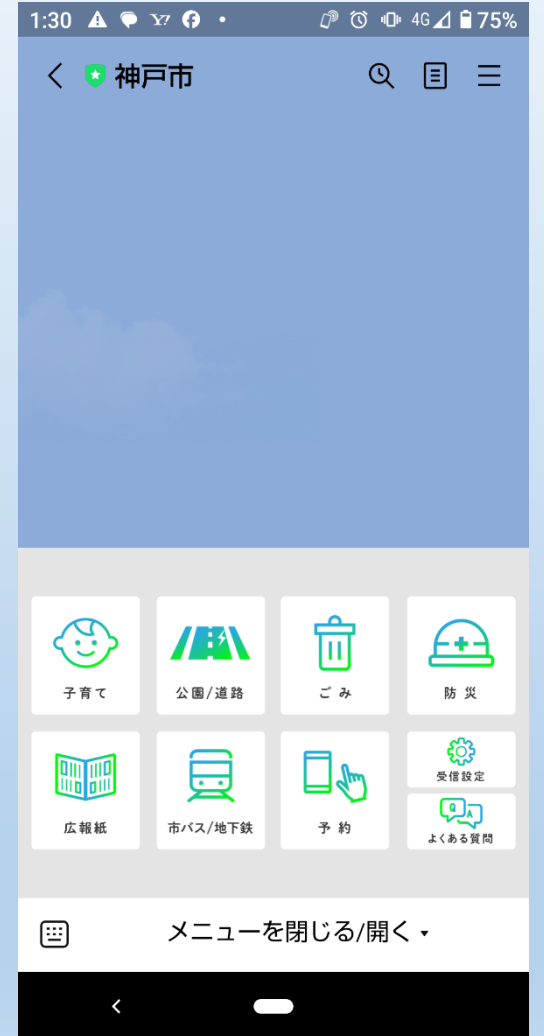 1:30 4G 75%
神戸市
子育て 公園/道路 ごみ 防災
広報紙 市バス/地下鉄 予約 受信設定
Q A
よくある質問
メニューを閉じる/開く